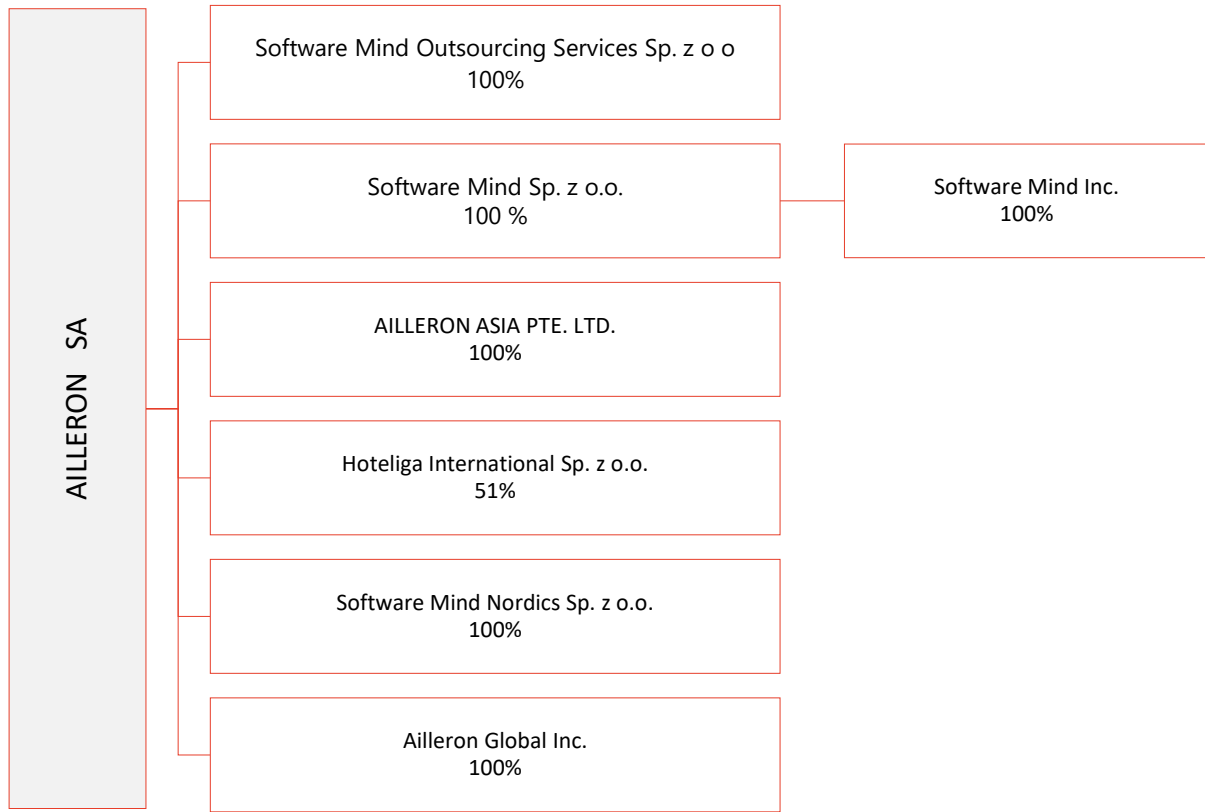 AILLERON SA
Software Mind Outsourcing Services Sp. z o o
100%
Software Mind Sp. z o.o.
100 %
Software Mind Inc.
100%
AILLERON ASIA PTE. LTD.
100%
Hoteliga International Sp. z o.o.
51%
Software Mind Nordics Sp. z o.o.
100%
Ailleron Global Inc.
100%